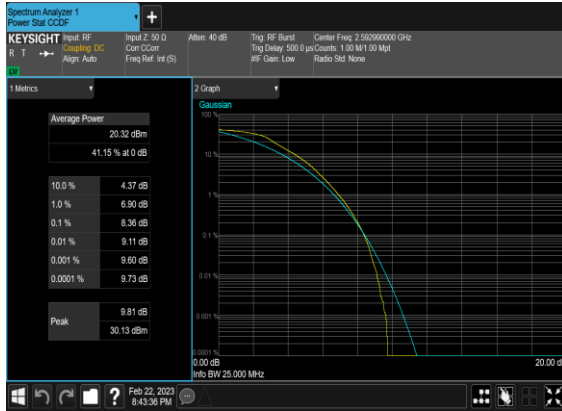 Spectrum Analyzer 1
Power Stat CCDF
+
KEYSIGHT
R T
LU
Input: RF
Coupling: DC
Align: Auto
Input Z: 50 Ω
Corr CCorr
Freq Ref: Int (S)
Atten: 40 dB
Trig: RF Burst
Trig Delay: 500.0 µs
#IF Gain: Low
Center Freq: 2.592990000 GHz
Counts: 1.00 M/1.00 Mpt
Radio Std: None
1 Metrics
Average Power
20.32 dBm
41.15 % at 0 dB
10.0 % 4.37 dB
1.0 % 6.90 dB
0.1 % 8.36 dB
0.01 % 9.11 dB
0.001 % 9.60 dB
0.0001 % 9.73 dB
Peak
9.81 dB
30.13 dBm
2 Graph
Gaussian
100 %
10 %
1 %
0.1 %
0.01 %
0.001 %
0.0001 %
0.00 dB
20.00 d
Info BW 25.000 MHz
?
Feb 22, 2023
8:43:36 PM